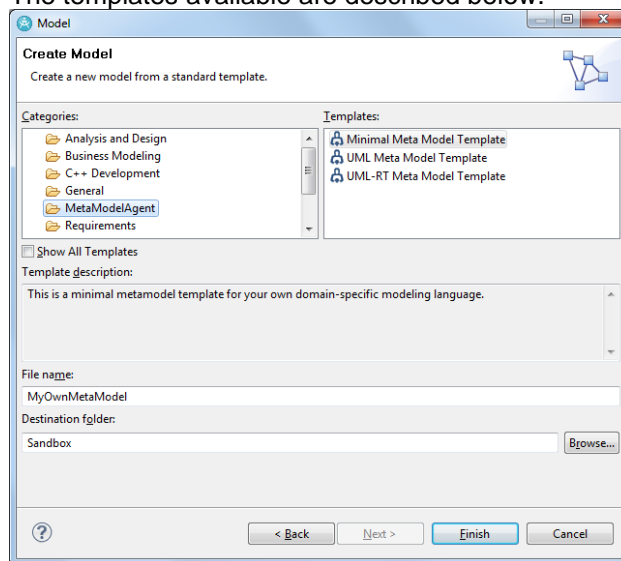 The templates available are described below.
Model
Create Model
Create a new model from a standard template.
Categories:
Templates:
Analysis and Design
Business Modeling
C++ Development
General
MetaModelAgent
Requirements
Minimal Meta Model Template
UML Meta Model Template
UML-RT Meta Model Template
Show All Templates
Template description:
This is a minimal metamodel template for your own domain-specific modeling language.
File name:
MyOwnMetaModel
Destination folder:
Sandbox
Browse...
?
< Back
Next >
Finish
Cancel